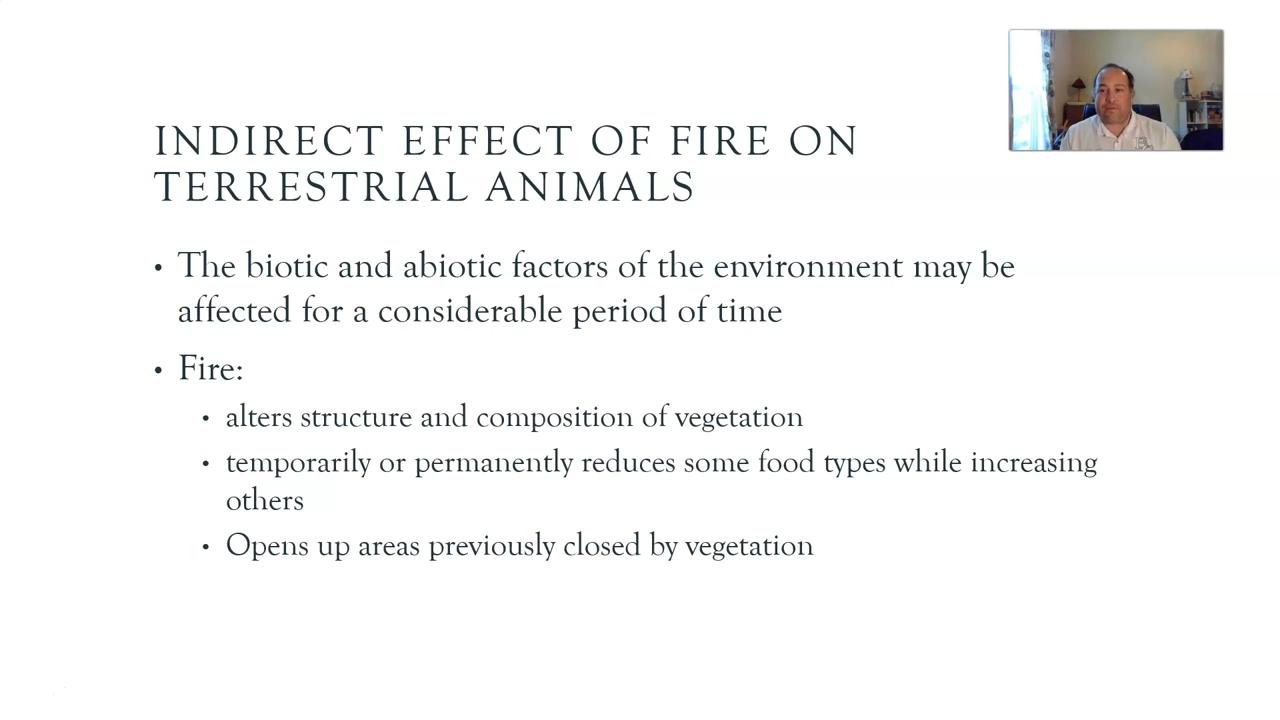 INDIRECT EFFECT OF FIRE ON
TERRESTRIAL ANIMALS
• The biotic and abiotic factors of the environment may be
affected for a considerable period of time
• Fire:
• alters structure and composition of vegetation
• temporarily or permanently reduces some food types while increasing
others
• Opens up areas previously closed by vegetation